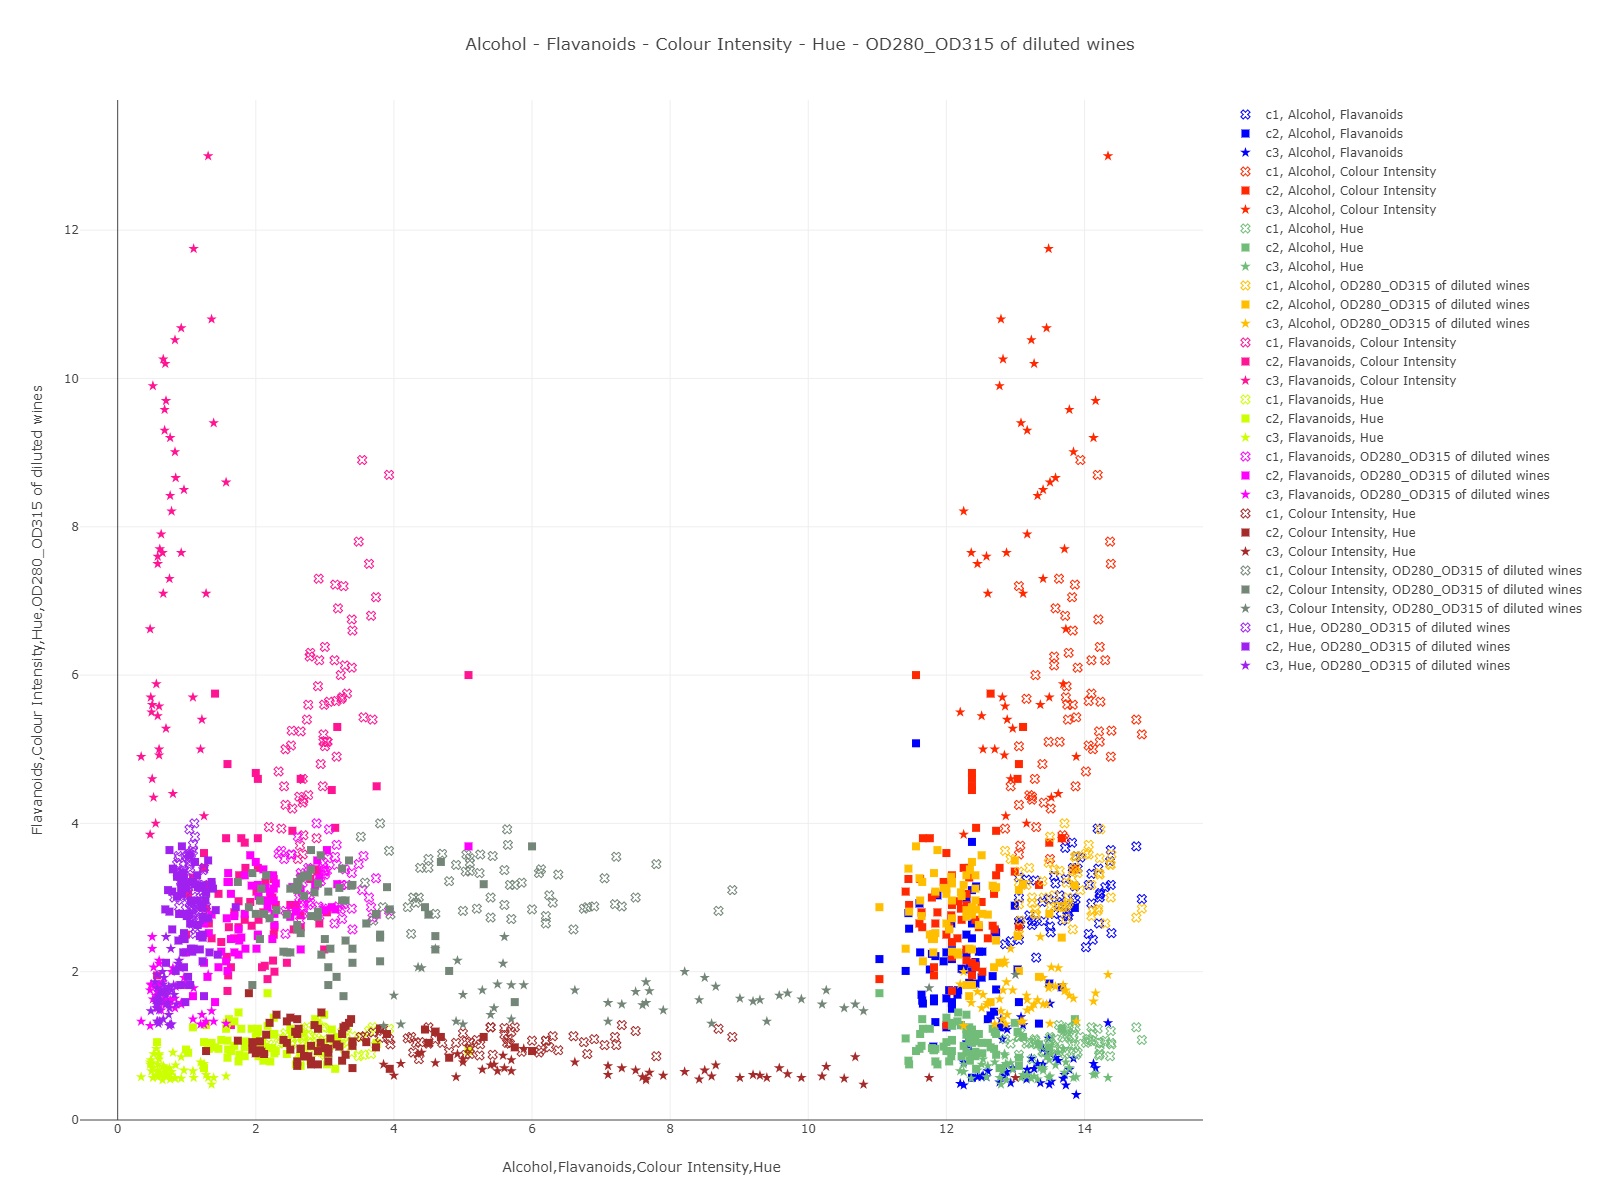 Alcohol - Flavanoids - Colour Intensity - Hue - OD280_OD315 of diluted wines
c1, Alcohol, Flavanoids
c2, Alcohol, Flavanoids
c3, Alcohol, Flavanoids
c1, Alcohol, Colour Intensity
c2, Alcohol, Colour Intensity
c3, Alcohol, Colour Intensity
c1, Alcohol, Hue
c2, Alcohol, Hue
c3, Alcohol, Hue
c1, Alcohol, OD280_OD315 of diluted wines
c2, Alcohol, OD280_OD315 of diluted wines
c3, Alcohol, OD280_OD315 of diluted wines
c1, Flavanoids, Colour Intensity
c2, Flavanoids, Colour Intensity
c3, Flavanoids, Colour Intensity
c1, Flavanoids, Hue
c2, Flavanoids, Hue
c3, Flavanoids, Hue
c1, Flavanoids, OD280_OD315 of diluted wines
c2, Flavanoids, OD280_OD315 of diluted wines
c3, Flavanoids, OD280_OD315 of diluted wines
c1, Colour Intensity, Hue
c2, Colour Intensity, Hue
c3, Colour Intensity, Hue
c1, Colour Intensity, OD280_OD315 of diluted wines
c2, Colour Intensity, OD280_OD315 of diluted wines
c3, Colour Intensity, OD280_OD315 of diluted wines
c1, Hue, OD280_OD315 of diluted wines
c2, Hue, OD280_OD315 of diluted wines
c3, Hue, OD280_OD315 of diluted wines
Flavanoids,Colour Intensity,Hue,OD280_OD315 of diluted wines
12
10
8
6
4
2
0
0 2 4 6 8 10 12 14
Alcohol,Flavanoids,Colour Intensity,Hue